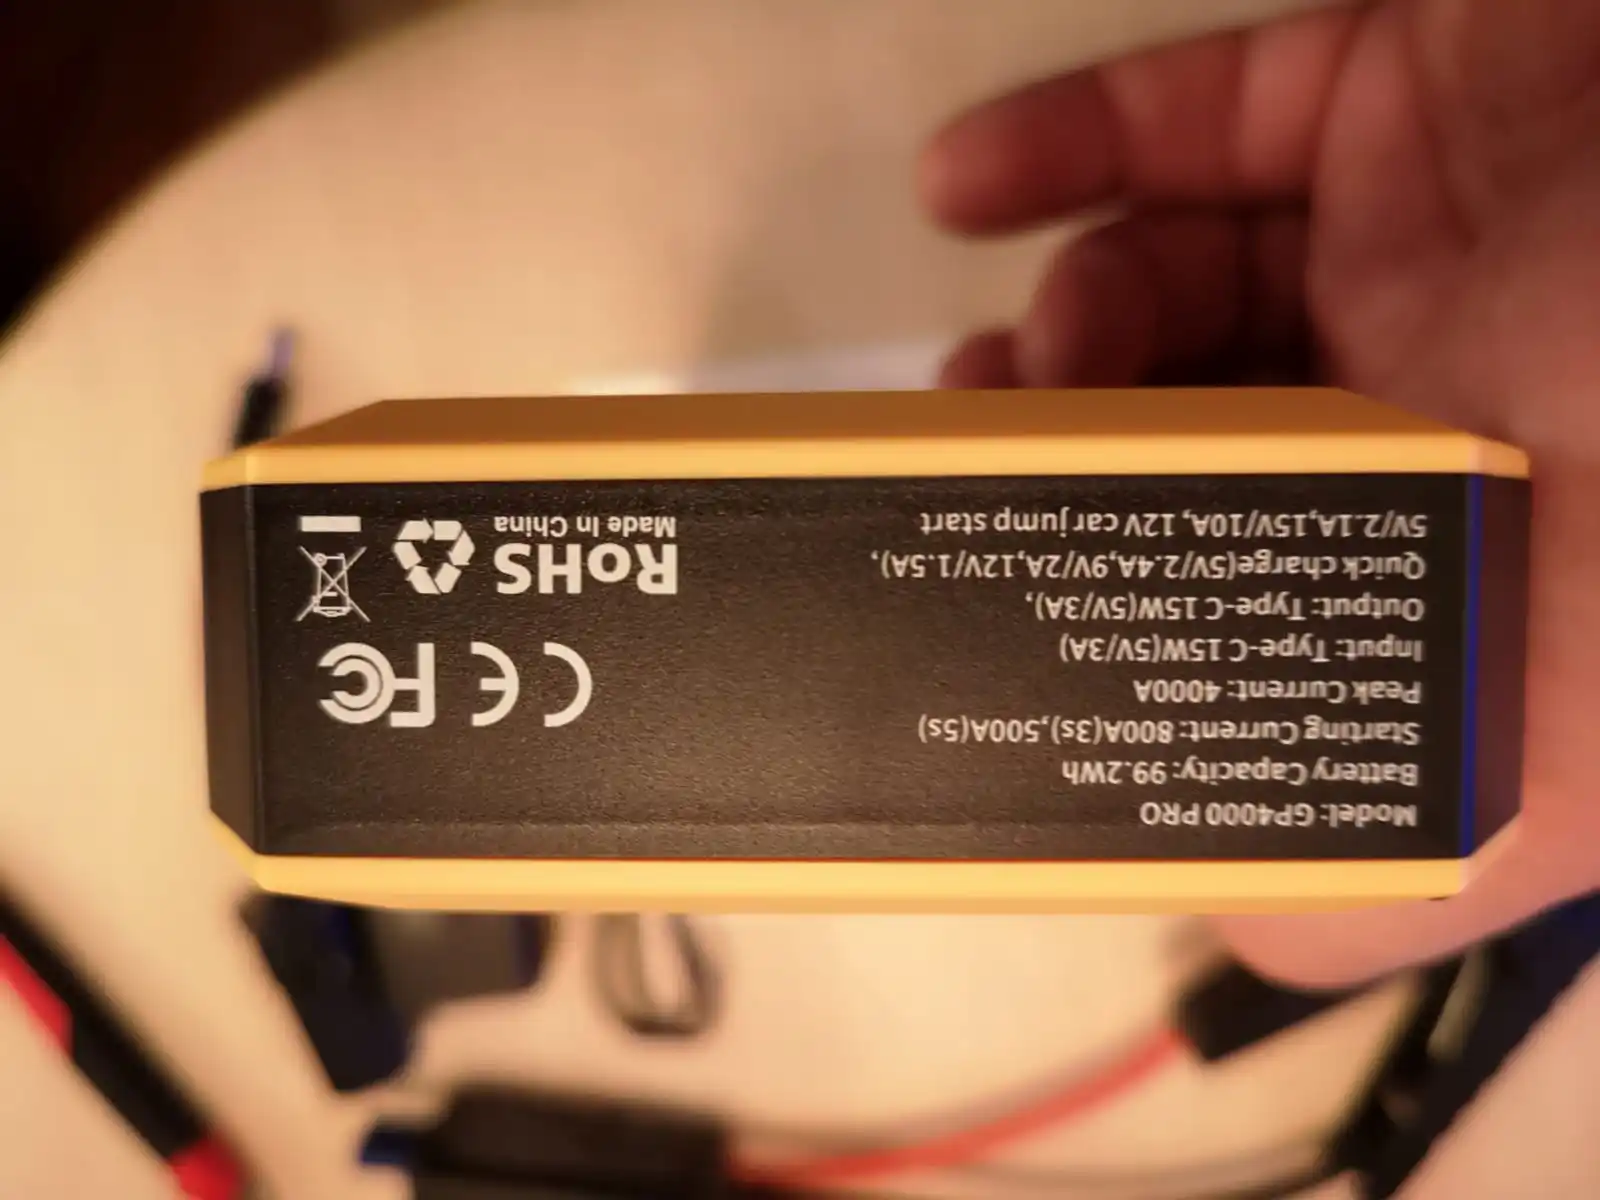 Model: GP4000 PRO
Battery Capacity: 99.2Wh
Starting Current: 800A(3s),500A(5s)
Peak Current: 4000A
Input: Type-C 15W(5V/3A)
Output: Type-C 15W(5V/3A),
Quick charge(5V/2.4A,9V/2A,12V/1.5A),
5V/2.1A,15V/10A, 12V car jump start
CE FC
RoHS
Made In China